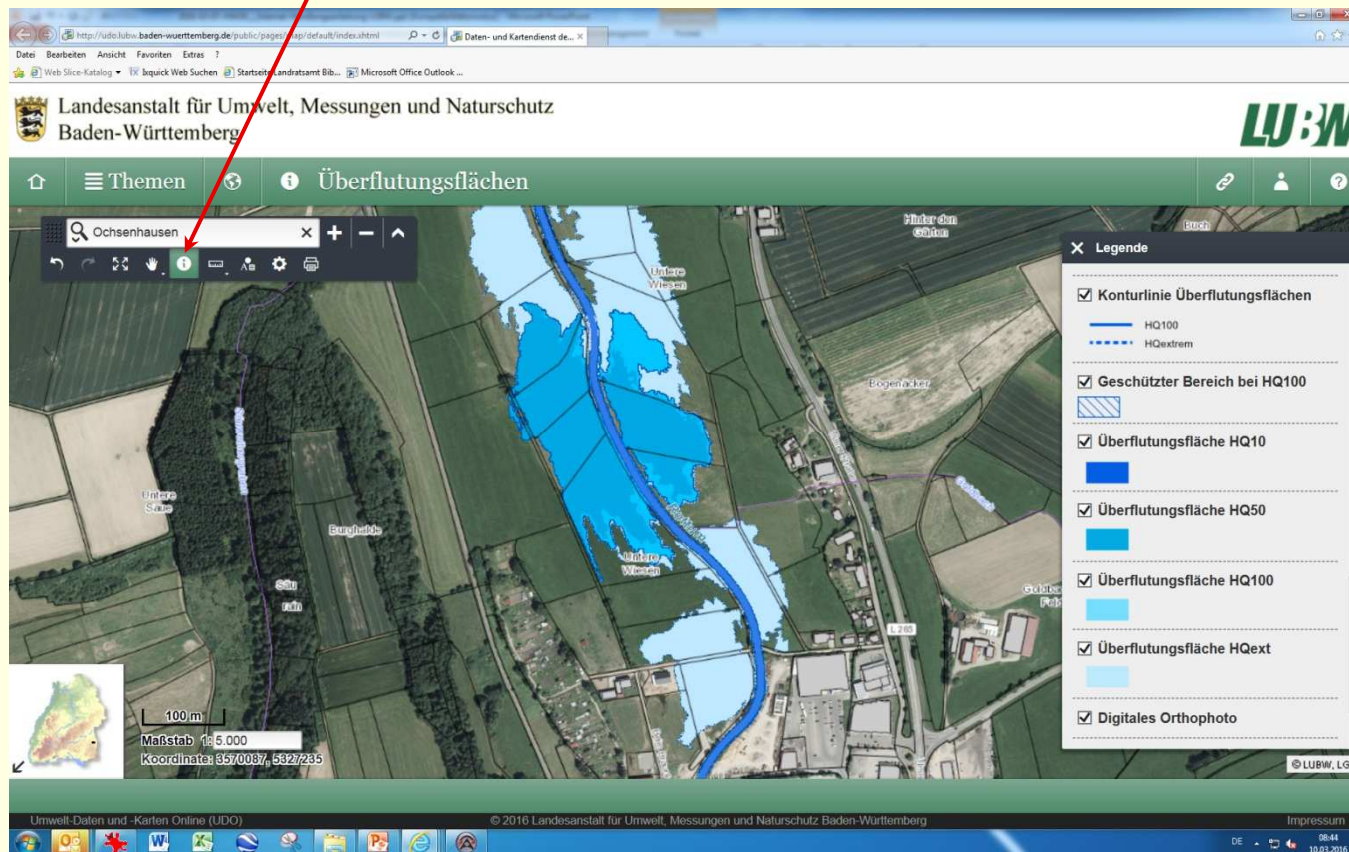 http://udo.lubw.baden-wuerttemberg.de/public/pages/map/default/index.xhtml
Daten- und Kartendienst de...
Datei Bearbeiten Ansicht Favoriten Extras ?
Web Slice-Katalog Ixquick Web Suchen Startseite Landratsamt Bib... Microsoft Office Outlook ...
Landesanstalt für Umwelt, Messungen und Naturschutz
Baden-Württemberg
LUBW
Themen
Überflutungsflächen
Ochsenhausen
Hinter den
Gärten
Buch
Untere
Wiesen
Bogenäcker
Untere
Saue
Burghalde
Säu
rain
Untere
Wiesen
L 265
Legende
Konturlinie Überflutungsflächen
HQ100
HQextrem
Geschützter Bereich bei HQ100
Überflutungsfläche HQ10
Überflutungsfläche HQ50
Überflutungsfläche HQ100
Überflutungsfläche HQext
Digitales Orthophoto
100 m
Maßstab 1: 5.000
Koordinate: 3570087, 5327235
© LUBW, LG
Umwelt-Daten und -Karten Online (UDO)
© 2016 Landesanstalt für Umwelt, Messungen und Naturschutz Baden-Württemberg
Impressum
DE
08:44
10.03.2016